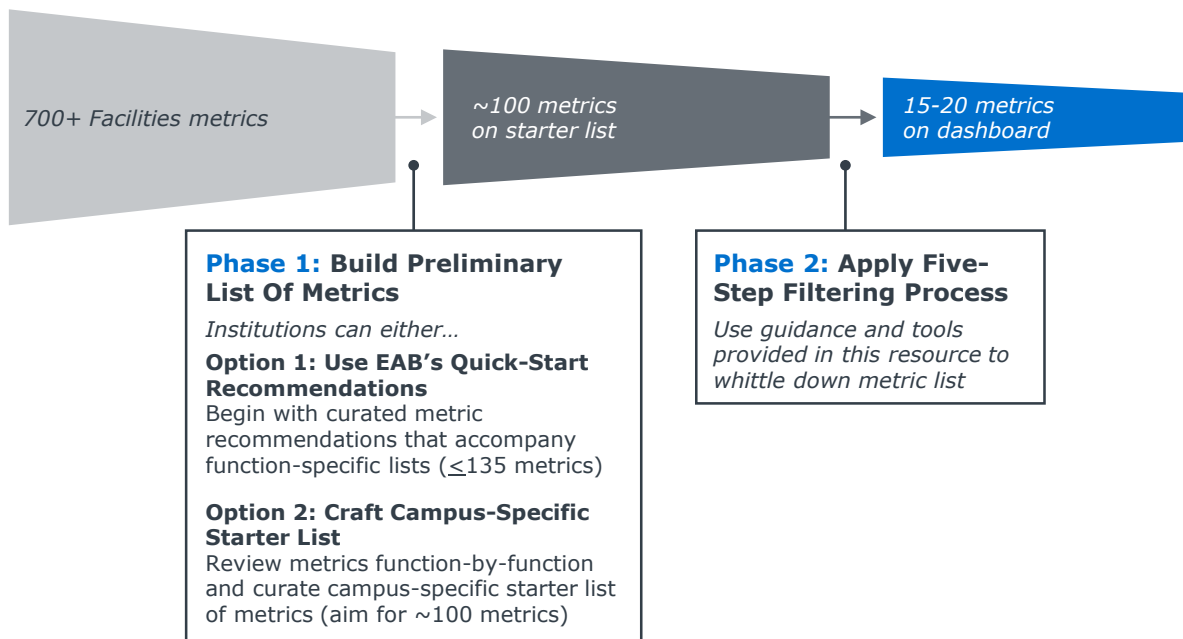 700+ Facilities metrics
~100 metrics
on starter list
15-20 metrics
on dashboard
Phase 1: Build Preliminary
List Of Metrics
Institutions can either…
Option 1: Use EAB’s Quick-Start
Recommendations
Begin with curated metric
recommendations that accompany
function-specific lists (<135 metrics)
Option 2: Craft Campus-Specific
Starter List
Review metrics function-by-function
and curate campus-specific starter list
of metrics (aim for ~100 metrics)
Phase 2: Apply Five-
Step Filtering Process
Use guidance and tools
provided in this resource to
whittle down metric list